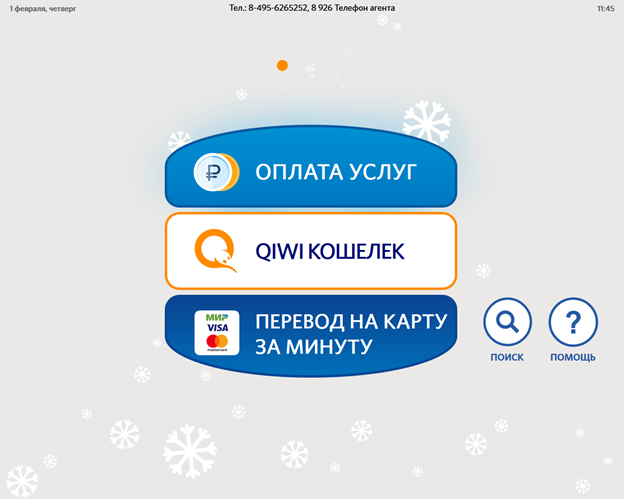 1 февраля, четверг
Тел.: 8-495-6265252, 8 926 Телефон агента
11:45
₽
ОПЛАТА УСЛУГ
QIWI КОШЕЛЕК
МИР
VISA
mastercard
ПЕРЕВОД НА КАРТУ
ЗА МИНУТУ
?
ПОИСК
ПОМОЩЬ